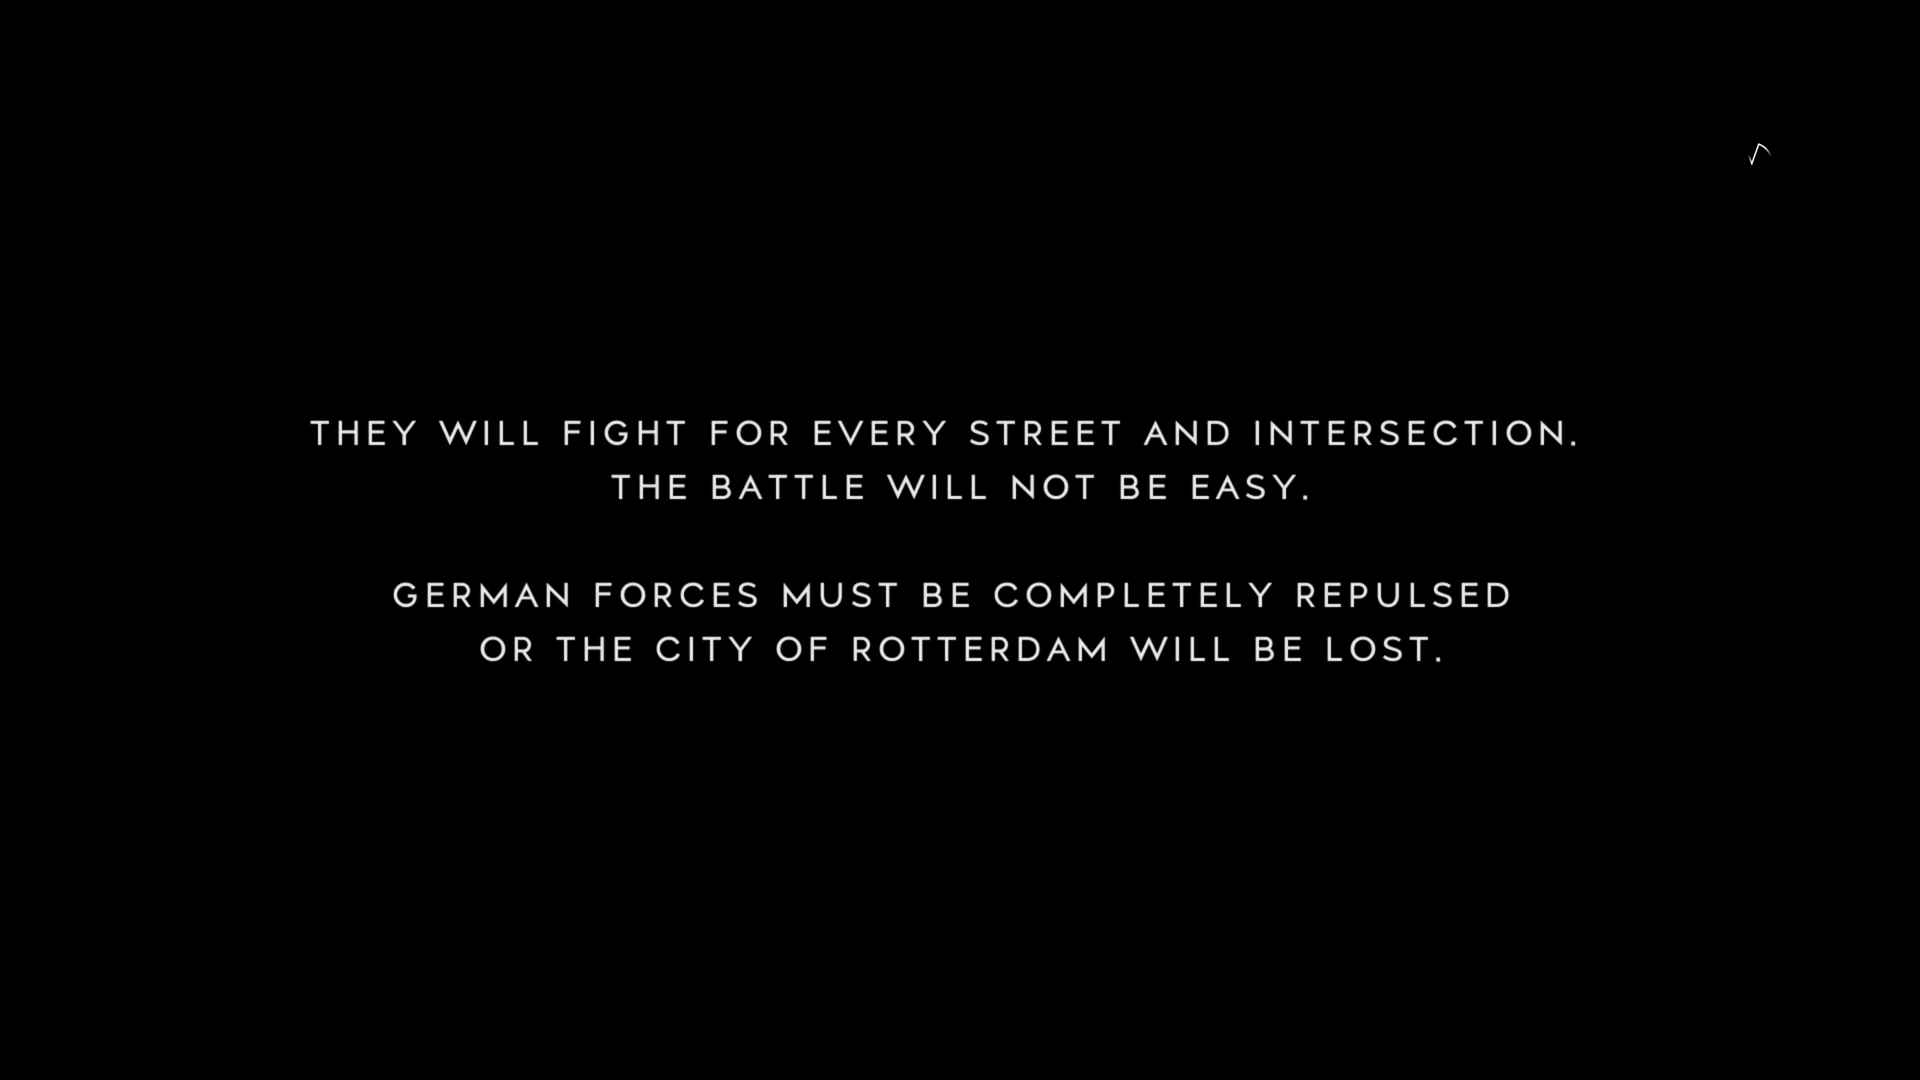 THEY WILL FIGHT FOR EVERY STREET AND INTERSECTION.
THE BATTLE WILL NOT BE EASY.
GERMAN FORCES MUST BE COMPLETELY REPULSED
OR THE CITY OF ROTTERDAM WILL BE LOST.